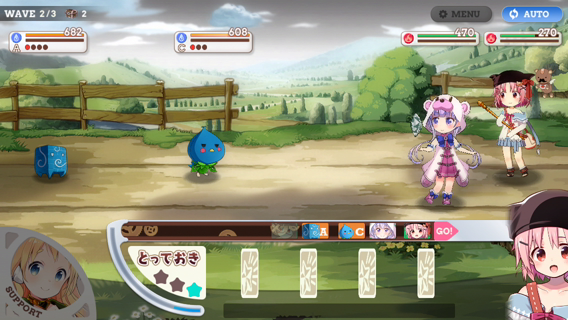 WAVE 2/3 2
MENU
AUTO
682
A
608
C
470
270
A
C
GO!
とっておき
SUPPORT